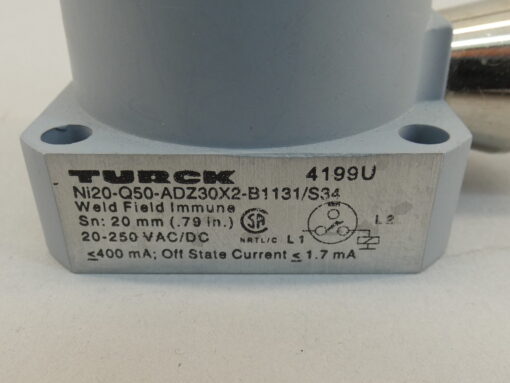 TURCK 4199U
Ni20-Q50-ADZ30X2-B1131/S34
Weld Field Immune
Sn: 20 mm (.79 in.) SA L2
20-250 VAC/DC NRTL/C L1
≤400 mA; Off State Current ≤ 1.7 mA